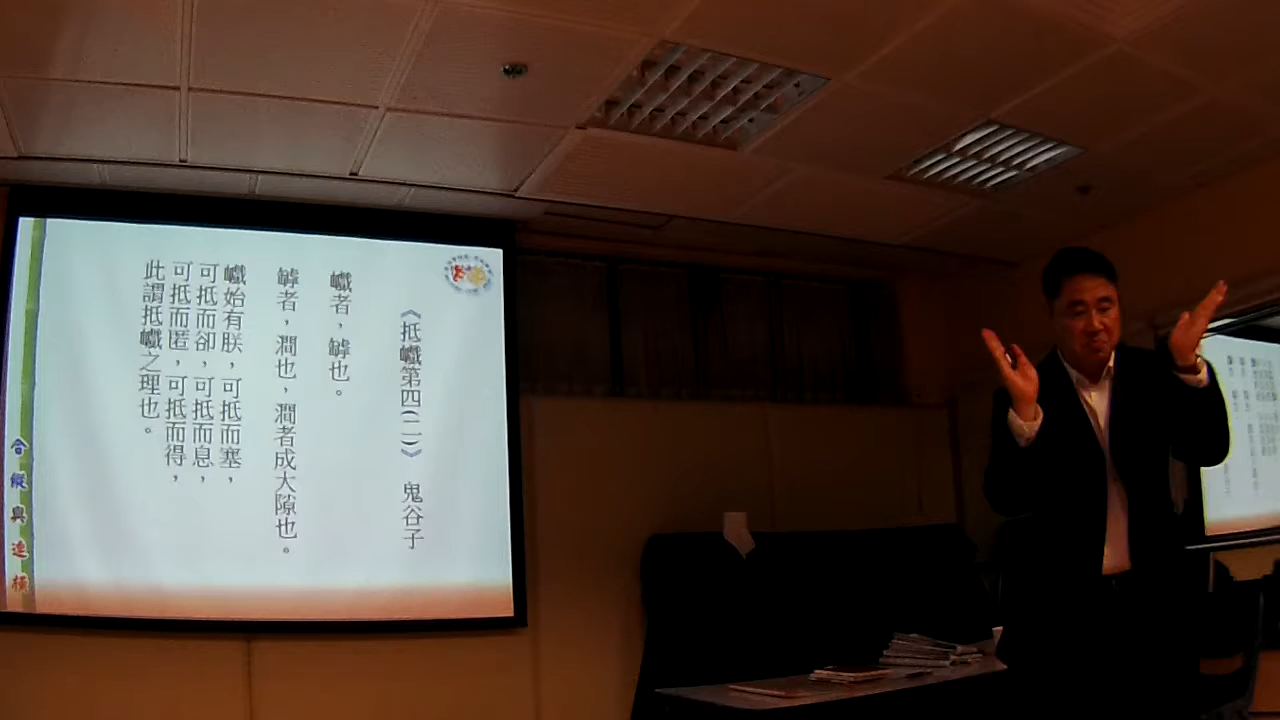 《抵巇第四(二)》 鬼谷子
巇者，罅也。
罅者，澗也，澗者成大隙也。
巇始有朕，可抵而塞，
可抵而卻，可抵而息，
可抵而匿，可抵而得，
此謂抵巇之理也。
合縱與連橫